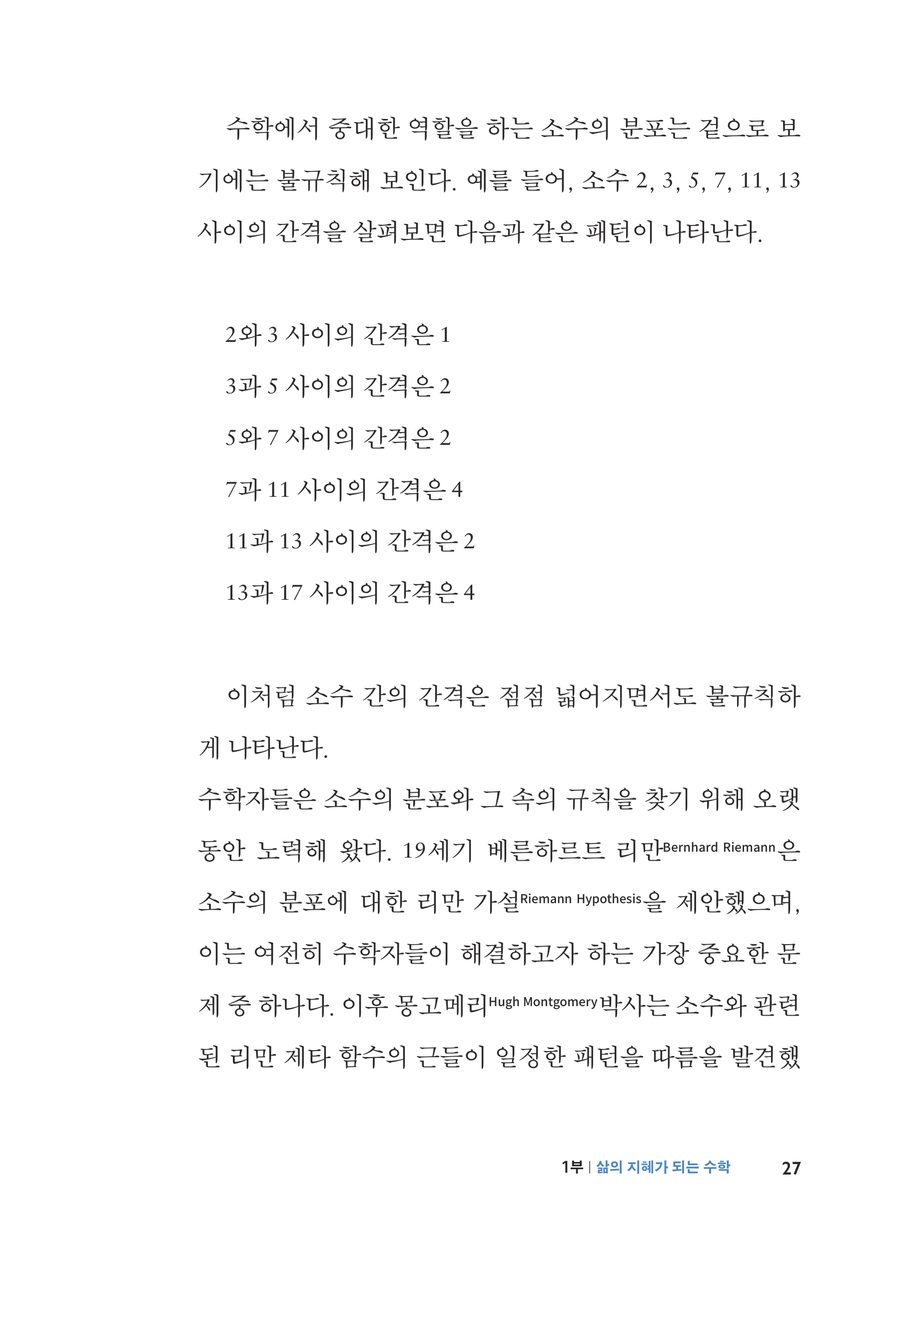 수학에서 중대한 역할을 하는 소수의 분포는 겉으로 보
기에는 불규칙해 보인다. 예를 들어, 소수 2, 3, 5, 7, 11, 13
사이의 간격을 살펴보면 다음과 같은 패턴이 나타난다.
2와 3 사이의 간격은 1
3과 5 사이의 간격은 2
5와 7 사이의 간격은 2
7과 11 사이의 간격은 4
11과 13 사이의 간격은 2
13과 17 사이의 간격은 4
이처럼 소수 간의 간격은 점점 넓어지면서도 불규칙하
게 나타난다.
수학자들은 소수의 분포와 그 속의 규칙을 찾기 위해 오랫
동안 노력해 왔다. 19세기 베른하르트 리만Bernhard Riemann은
소수의 분포에 대한 리만 가설Riemann Hypothesis을 제안했으며,
이는 여전히 수학자들이 해결하고자 하는 가장 중요한 문
제 중 하나다. 이후 몽고메리Hugh Montgomery박사는 소수와 관련
된 리만 제타 함수의 근들이 일정한 패턴을 따름을 발견했
1부 | 삶의 지혜가 되는 수학 27